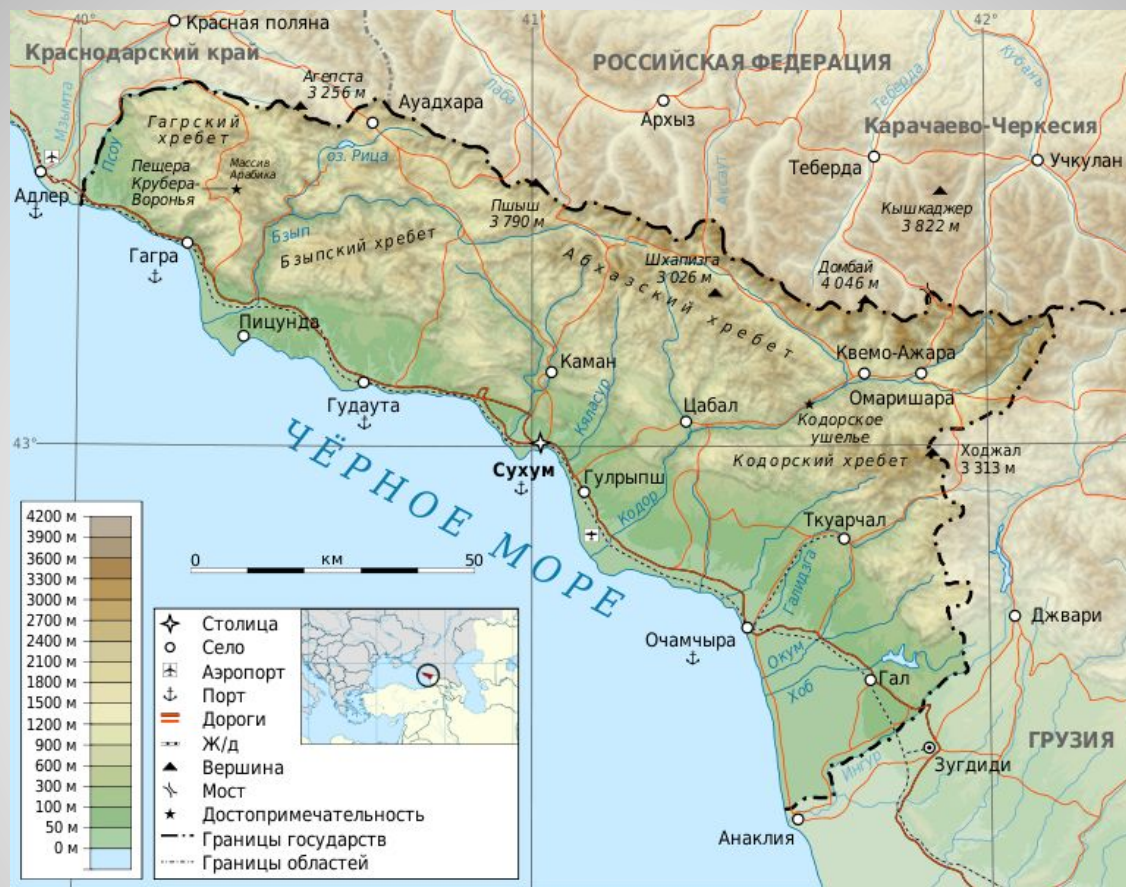 40°
41°
42°
Красная поляна
Краснодарский край
РОССИЙСКАЯ ФЕДЕРАЦИЯ
Кубань
Теберда
Лаба
Агепста
3 256 м
Ауадхара
Архыз
Карачаево-Черкесия
Мзымта
Гагрский
хребет
Псоу
оз. Рица
Аксаут
Теберда
Учкулан
Пещера
Крубера-
Воронья
Массив
Арабика
Адлер
Пшыш
3 790 м
Кышкаджер
3 822 м
Гагра
Бзып
Бзыпский хребет
Абхазский хребет
Шхапизга
3 026 м
Домбай
4 046 м
Пицунда
Каман
Квемо-Ажара
Омаришара
Гудаута
Кяласур
Цабал
Кодорское
ущелье
43°
Сухум
Кодорский хребет
Ходжал
3 313 м
ЧЁРНОЕ МОРЕ
Гулрыпш
Кодор
Ткуарчал
Галидзга
Джвари
Очамчыра
Окум
Хоб
Гал
ГРУЗИЯ
Ингур
Зугдиди
Анаклия
0 км 50
4200 м
3900 м
3600 м
3300 м
3000 м
2700 м
2400 м
2100 м
1800 м
1500 м
1200 м
900 м
600 м
300 м
100 м
50 м
0 м
Столица
Село
Аэропорт
Порт
Дороги
Ж/д
Вершина
Мост
Достопримечательность
Границы государств
Границы областей